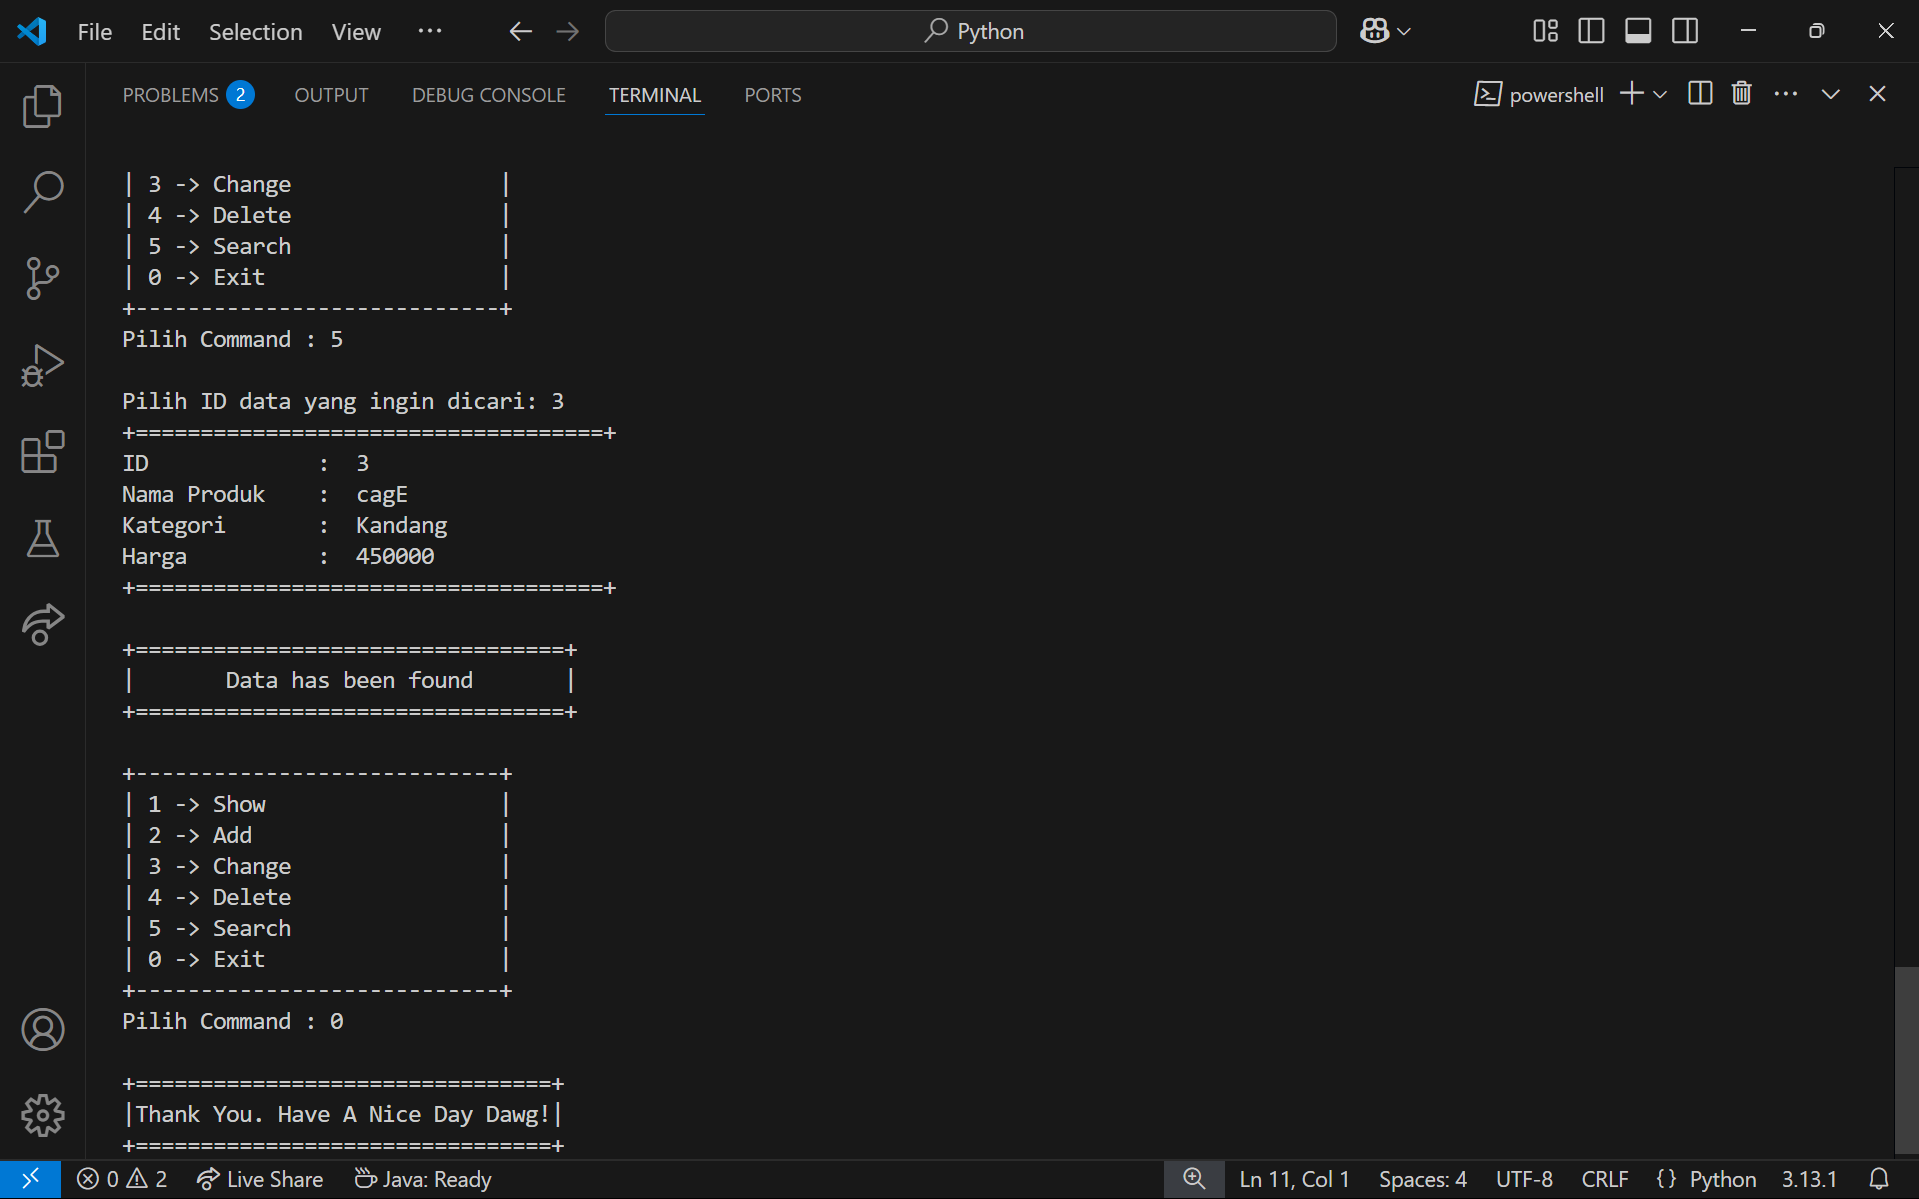 File Edit Selection View ··· Python
PROBLEMS 2 OUTPUT DEBUG CONSOLE TERMINAL PORTS powershell
| 3 -> Change                |
| 4 -> Delete                |
| 5 -> Search                |
| 0 -> Exit                  |
+----------------------------+
Pilih Command : 5
Pilih ID data yang ingin dicari: 3
+====================================+
ID             :  3
Nama Produk    :  cagE
Kategori       :  Kandang
Harga          :  450000
+====================================+
+=================================+
|       Data has been found       |
+=================================+
+----------------------------+
| 1 -> Show                  |
| 2 -> Add                   |
| 3 -> Change                |
| 4 -> Delete                |
| 5 -> Search                |
| 0 -> Exit                  |
+----------------------------+
Pilih Command : 0
+================================+
|Thank You. Have A Nice Day Dawg!|
+================================+
0 2 Live Share Java: Ready Ln 11, Col 1 Spaces: 4 UTF-8 CRLF {} Python 3.13.1